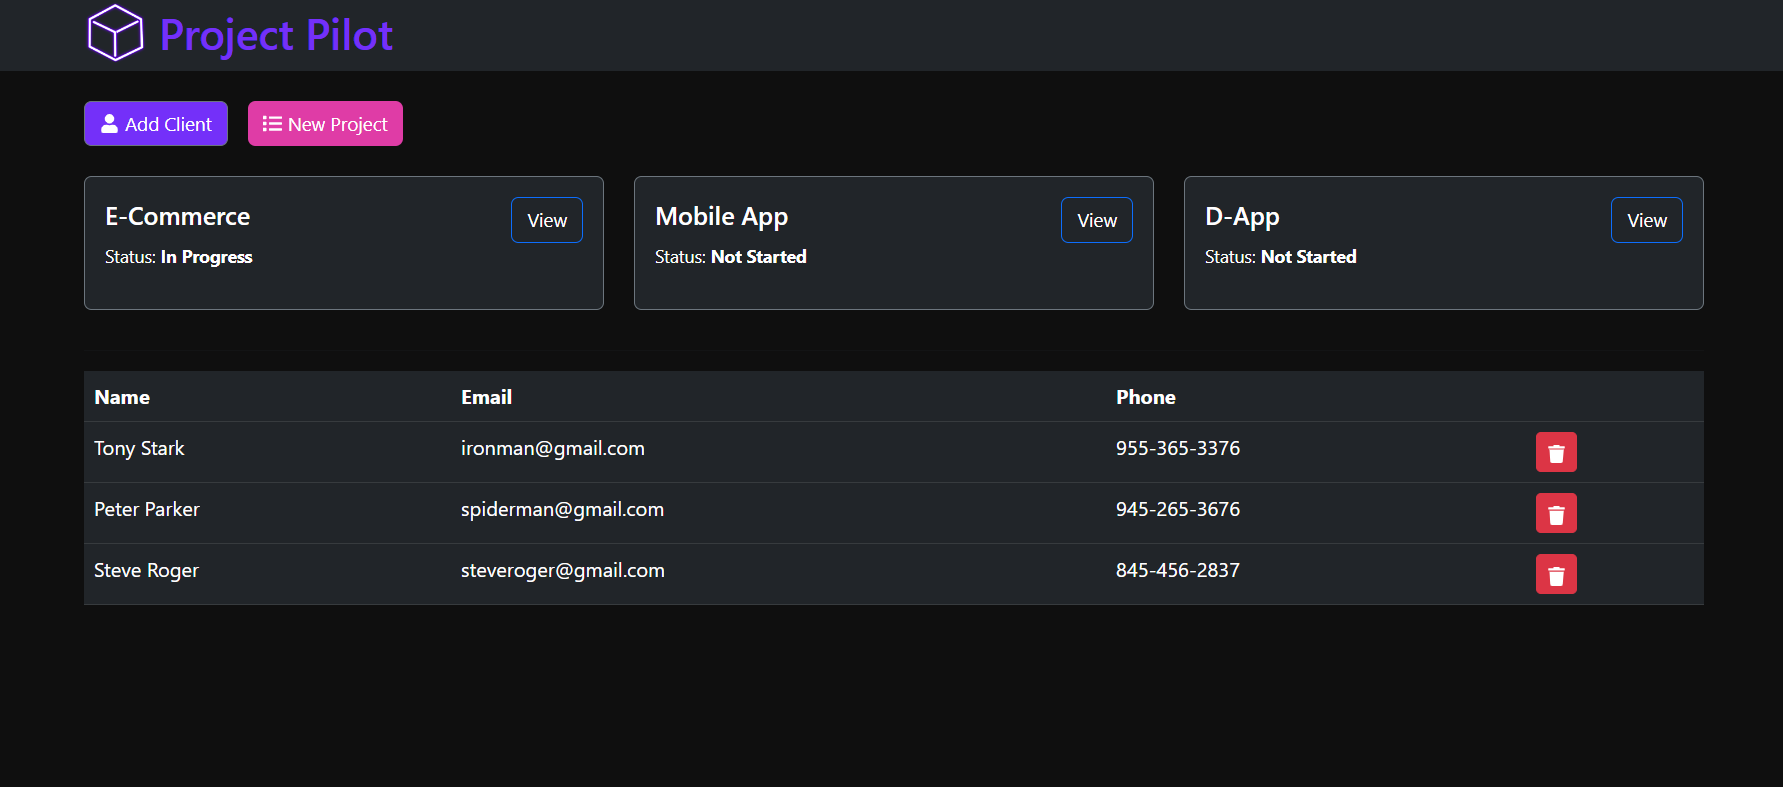 Project Pilot
Add Client
New Project
E-Commerce
View
Status: In Progress
Mobile App
View
Status: Not Started
D-App
View
Status: Not Started
Name Email Phone
Tony Stark ironman@gmail.com 955-365-3376
Peter Parker spiderman@gmail.com 945-265-3676
Steve Roger steveroger@gmail.com 845-456-2837